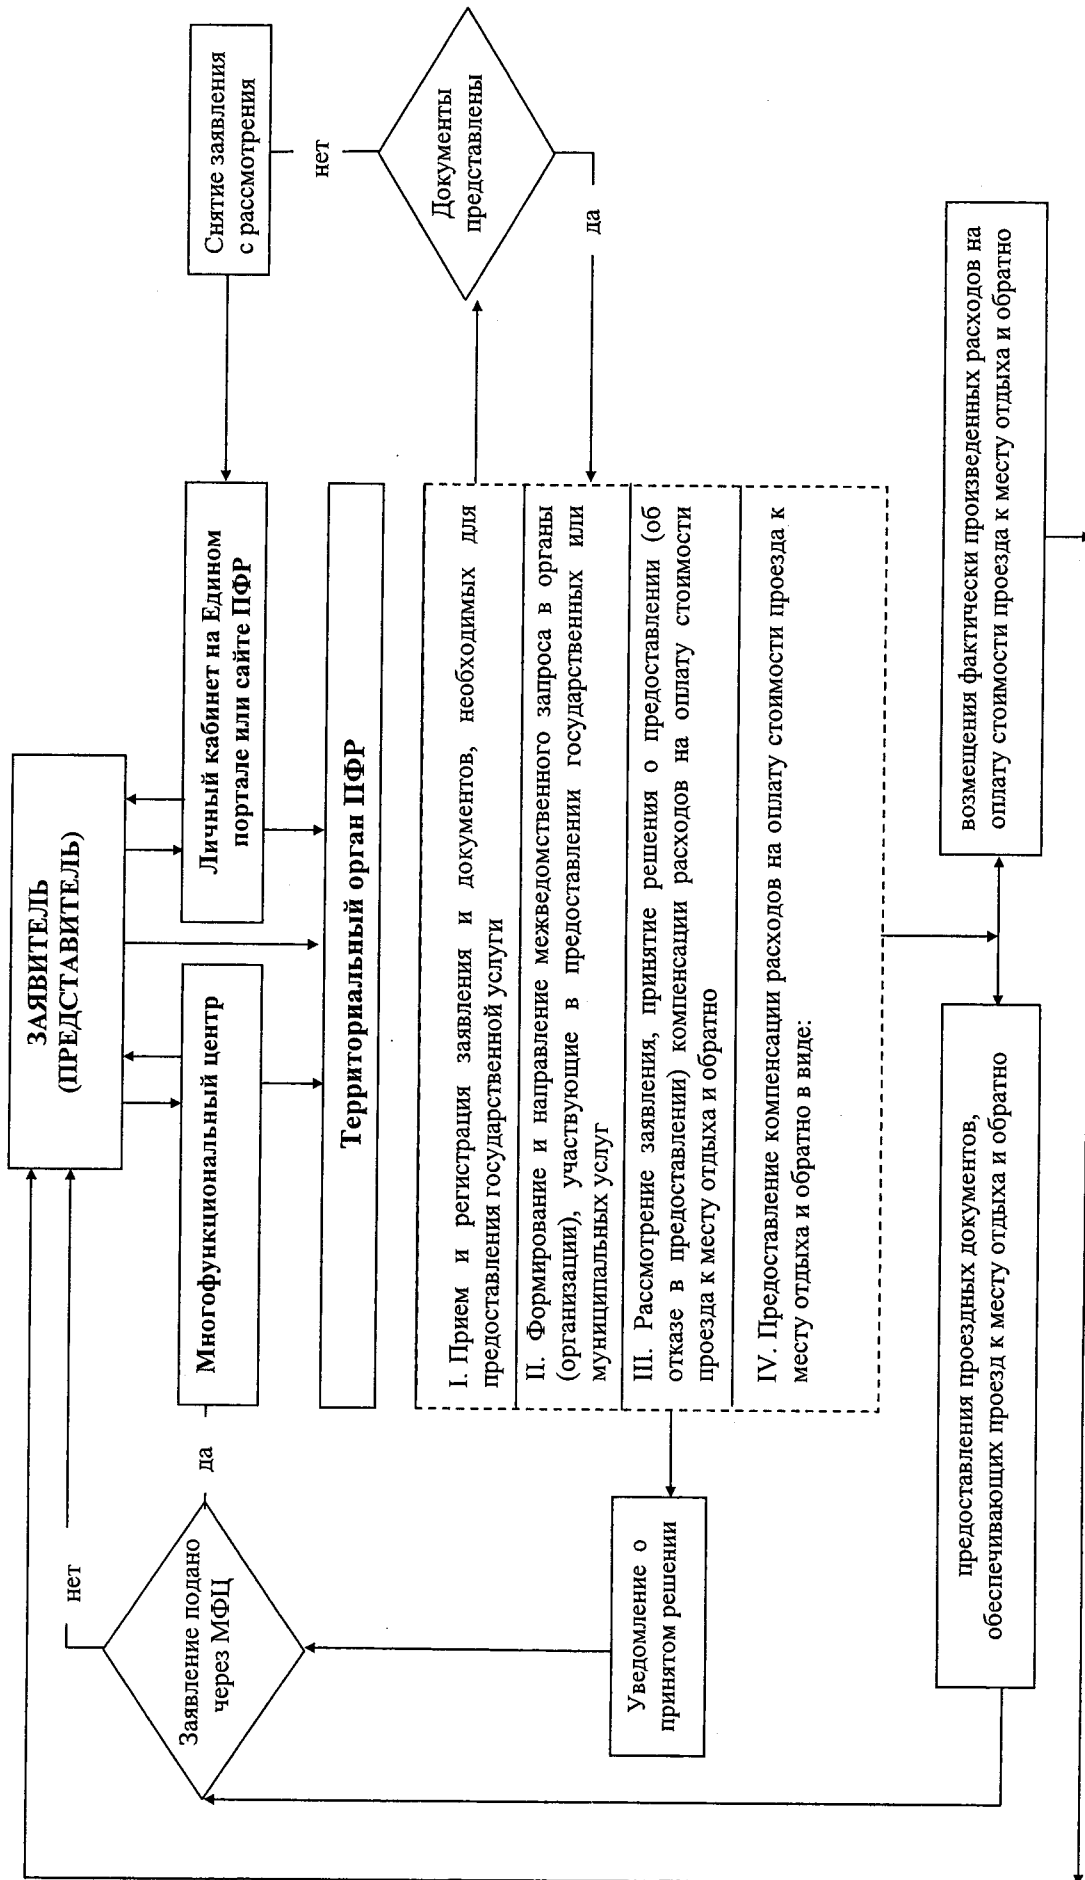 ЗАЯВИТЕЛЬ
(ПРЕДСТАВИТЕЛЬ)
нет
Заявление подано
через МФЦ
да
Многофункциональный центр
Личный кабинет на Едином
портале или сайте ПФР
Снятие заявления
с рассмотрения
Территориальный орган ПФР
нет
Документы
представлены
да
I. Прием и регистрация заявления и документов, необходимых для
предоставления государственной услуги
II. Формирование и направление межведомственного запроса в органы
(организации), участвующие в предоставлении государственных или
муниципальных услуг
III. Рассмотрение заявления, принятие решения о предоставлении (об
отказе в предоставлении) компенсации расходов на оплату стоимости
проезда к месту отдыха и обратно
IV. Предоставление компенсации расходов на оплату стоимости проезда к
месту отдыха и обратно в виде:
Уведомление о
принятом решении
предоставления проездных документов,
обеспечивающих проезд к месту отдыха и обратно
возмещения фактически произведенных расходов на
оплату стоимости проезда к месту отдыха и обратно